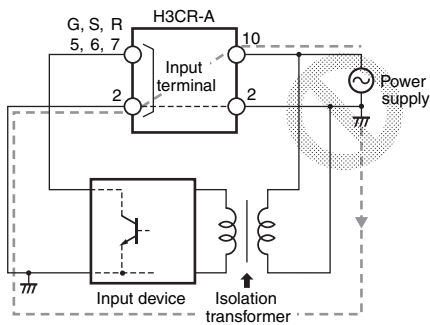 H3CR-A
G, S, R
5, 6, 7
10
Input
terminal
Power
supply
2
2
Input device
Isolation
transformer